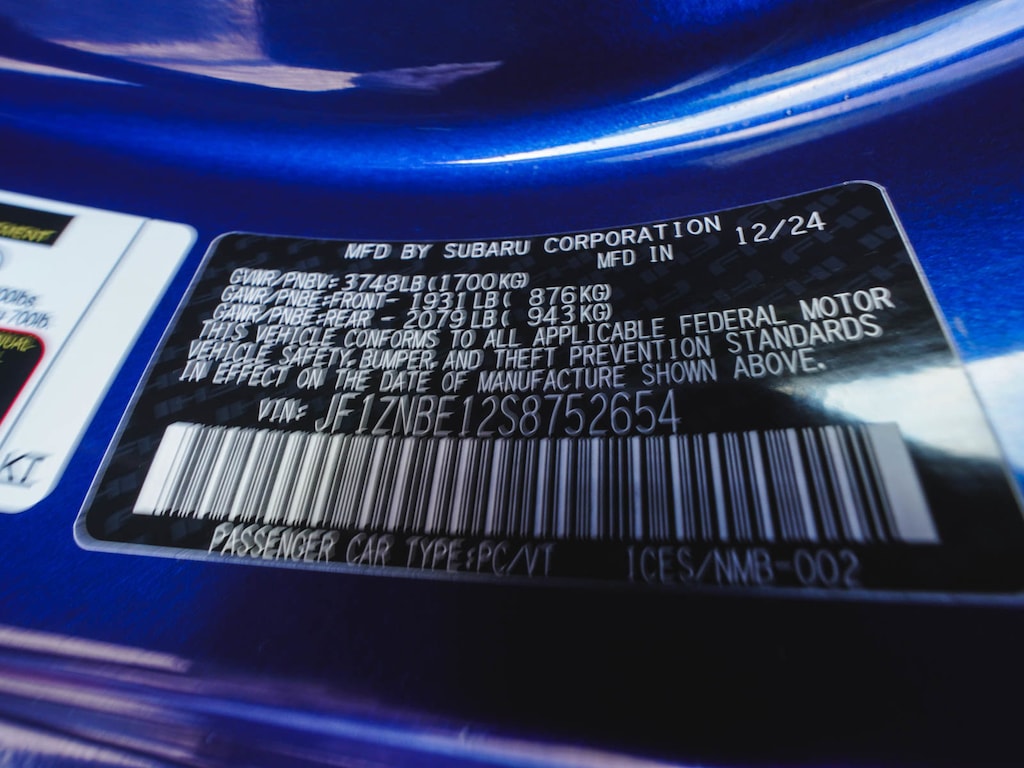 MFD BY SUBARU CORPORATION
MFD IN 12/24
GVWR/PNBV: 3748LB(1700KG)
GAWR/PNBE-FRONT- 1931LB( 876KG)
GAWR/PNBE-REAR - 2079LB( 943KG)
THIS VEHICLE CONFORMS TO ALL APPLICABLE FEDERAL MOTOR
VEHICLE SAFETY, BUMPER, AND THEFT PREVENTION STANDARDS
IN EFFECT ON THE DATE OF MANUFACTURE SHOWN ABOVE.
VIN: JF1ZNBE12S8752654
PASSENGER CAR TYPE:PC/VT ICES/NMB-002